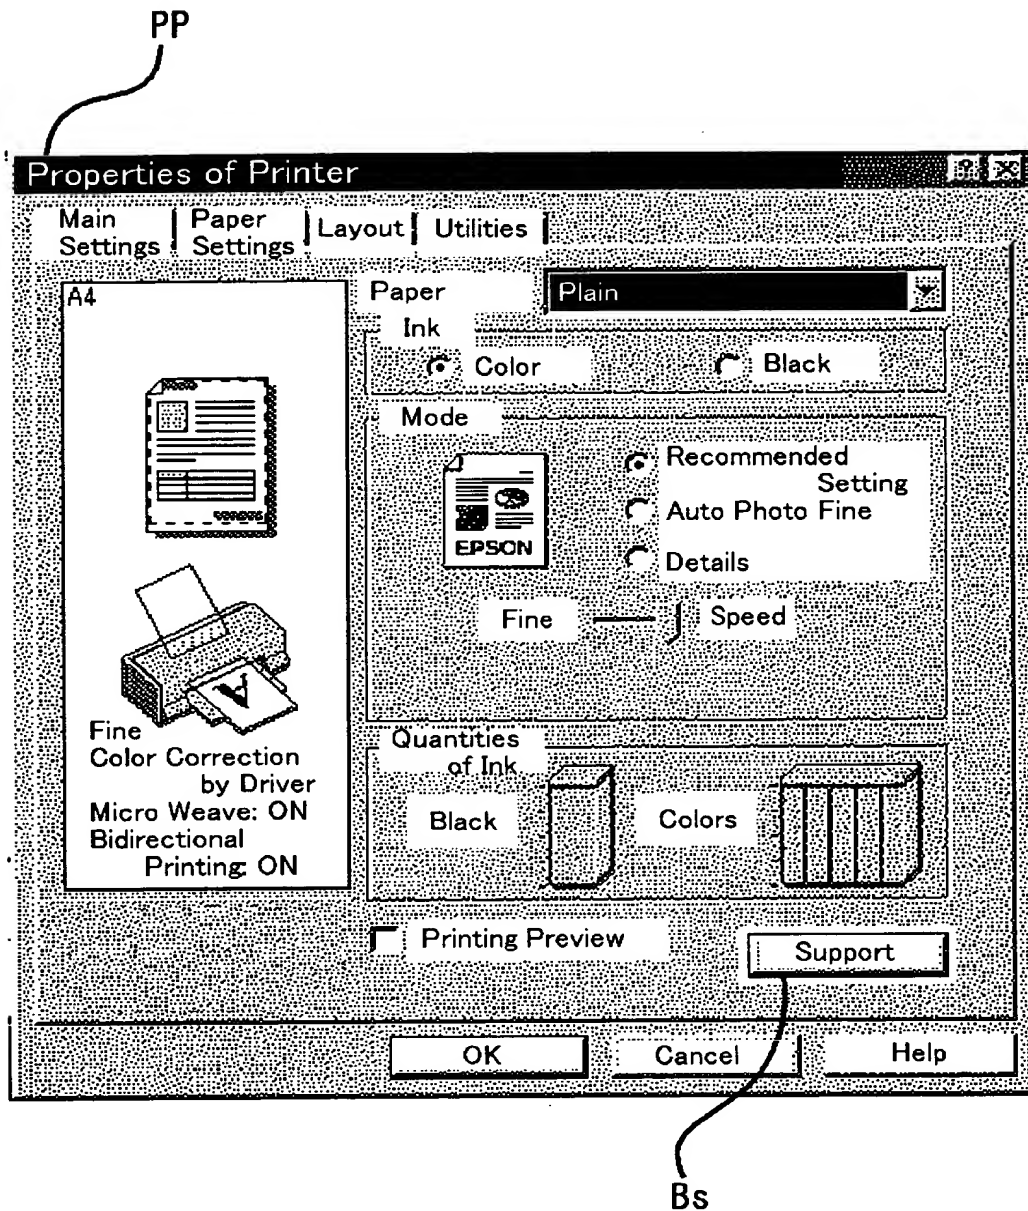 PP
Properties of Printer
Main
Settings
Paper
Settings
Layout
Utilities
A4
Fine
Color Correction
by Driver
Micro Weave: ON
Bidirectional
Printing: ON
Paper
Plain
Ink
Color
Black
Mode
EPSON
Recommended
Setting
Auto Photo Fine
Details
Fine
Speed
Quantities
of Ink
Black
Colors
Printing Preview
Support
OK
Cancel
Help
Bs